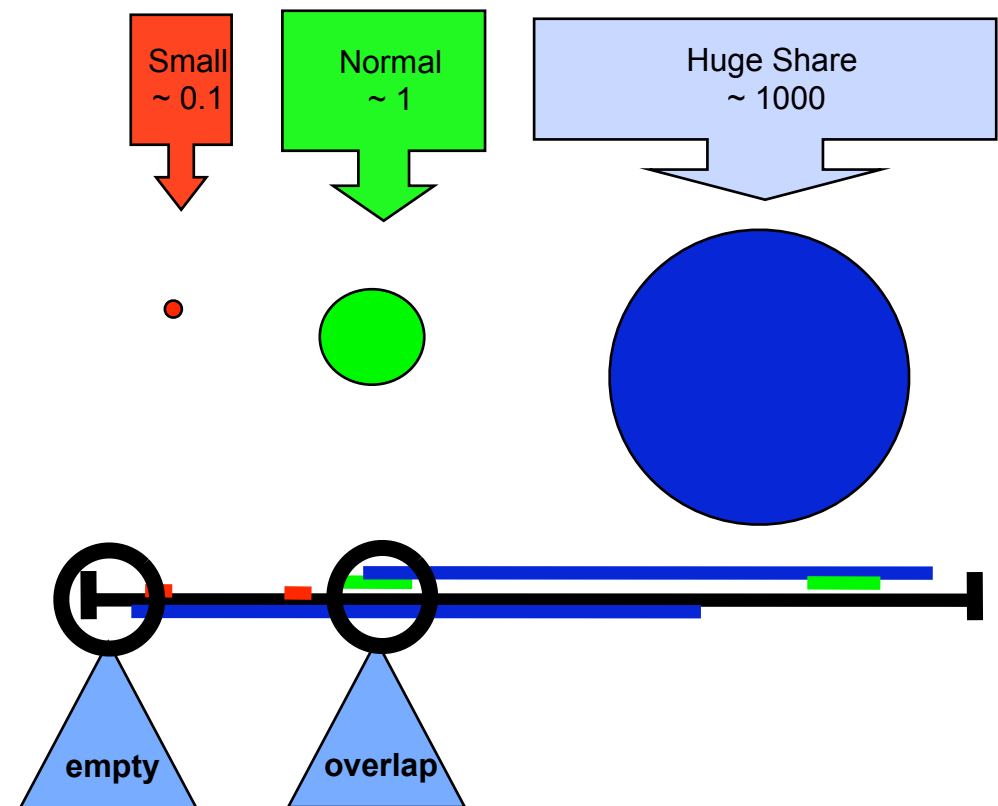 Small
~ 0.1
Normal
~ 1
Huge Share
~ 1000
empty
overlap